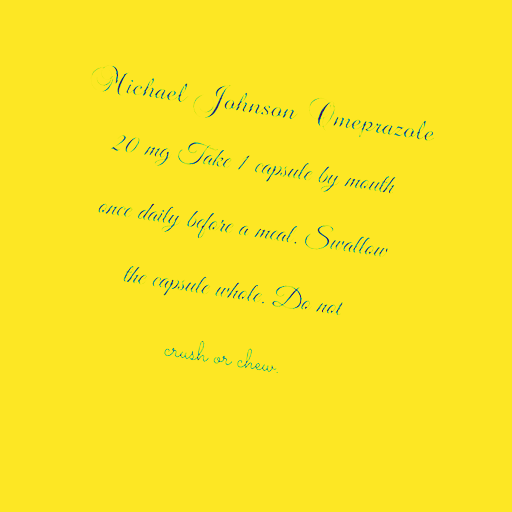 Michael Johnson Omeprazole
20 mg Take 1 capsule by mouth
once daily before a meal. Swallow
the capsule whole. Do not
crush or chew.